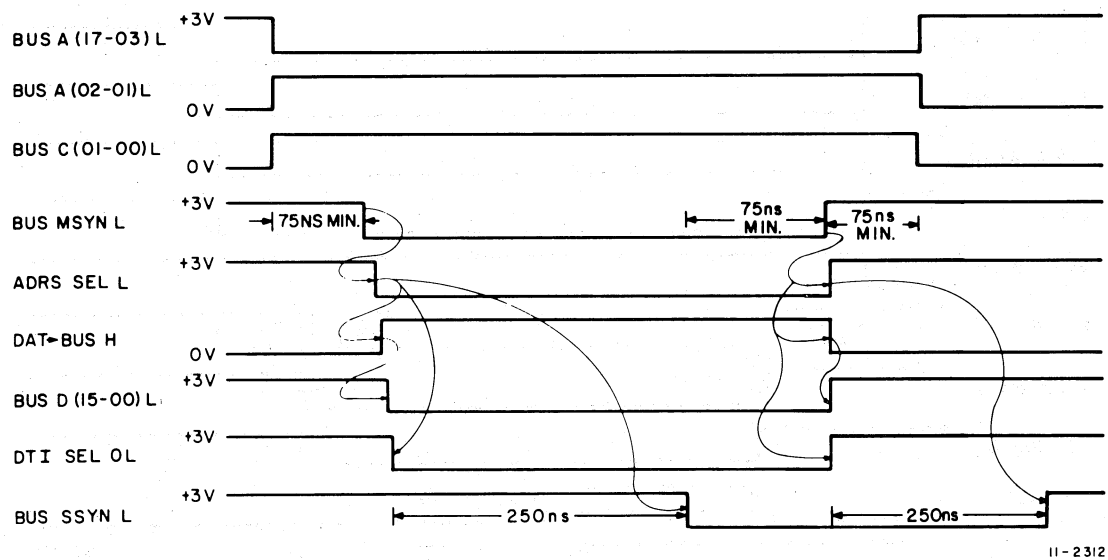 +3V
BUS A (17-03) L
BUS A (02-01) L
0V
BUS C (01-00) L
0V
+3V
BUS MSYN L
75NS MIN.
75ns
MIN.
75ns
MIN.
+3V
ADRS SEL L
DAT→BUS H
0V
+3V
BUS D (15-00) L
+3V
DTI SEL 0L
+3V
BUS SSYN L
250ns
250ns
11-2312